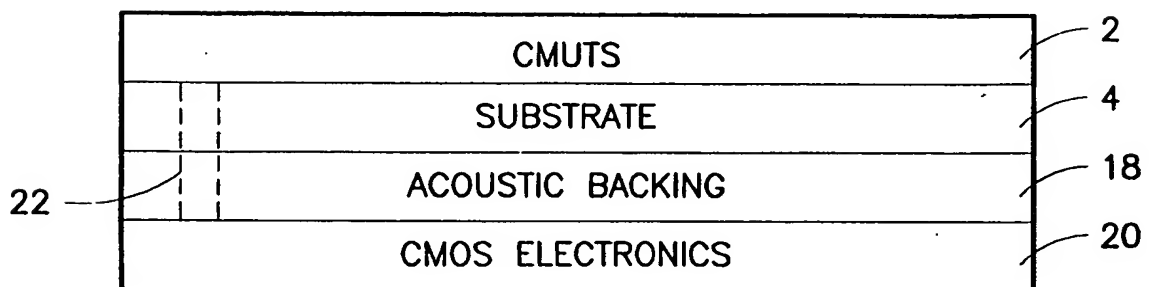 CMUTS 2
SUBSTRATE 4
22 ACOUSTIC BACKING 18
CMOS ELECTRONICS 20